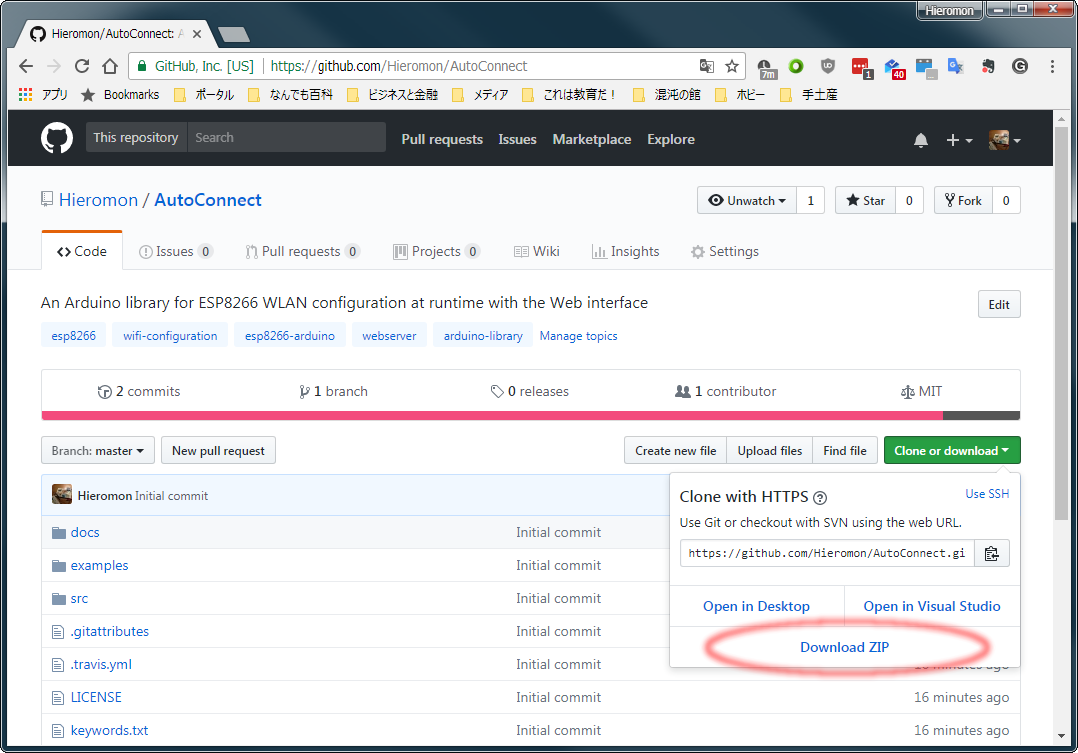 Hieromon
Hieromon/AutoConnect: A
GitHub, Inc. [US] https://github.com/Hieromon/AutoConnect
7m 1 40
アプリ Bookmarks ポータル なんでも百科 ビジネスと金融 メディア これは教育だ！ 混沌の館 ホビー 手土産
This repository Search Pull requests Issues Marketplace Explore
Hieromon / AutoConnect
Unwatch 1 Star 0 Fork 0
Code Issues 0 Pull requests 0 Projects 0 Wiki Insights Settings
An Arduino library for ESP8266 WLAN configuration at runtime with the Web interface
Edit
esp8266 wifi-configuration esp8266-arduino webserver arduino-library Manage topics
2 commits 1 branch 0 releases 1 contributor MIT
Branch: master New pull request Create new file Upload files Find file Clone or download
Hieromon Initial commit
Clone with HTTPS Use SSH
Use Git or checkout with SVN using the web URL.
https://github.com/Hieromon/AutoConnect.gi
Open in Desktop Open in Visual Studio
Download ZIP
docs Initial commit
examples Initial commit
src Initial commit
.gitattributes Initial commit
.travis.yml Initial commit 16 minutes ago
LICENSE Initial commit 16 minutes ago
keywords.txt Initial commit 16 minutes ago